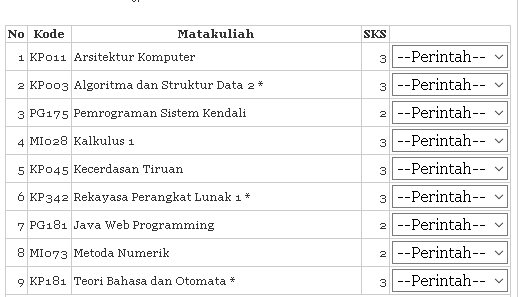 No Kode Matakuliah SKS
1 KP011 Arsitektur Komputer 3 --Perintah--
2 KP003 Algoritma dan Struktur Data 2 * 3 --Perintah--
3 PG175 Pemrograman Sistem Kendali 2 --Perintah--
4 MI028 Kalkulus 1 3 --Perintah--
5 KP045 Kecerdasan Tiruan 3 --Perintah--
6 KP342 Rekayasa Perangkat Lunak 1 * 3 --Perintah--
7 PG181 Java Web Programming 2 --Perintah--
8 MI073 Metoda Numerik 2 --Perintah--
9 KP181 Teori Bahasa dan Otomata * 3 --Perintah--